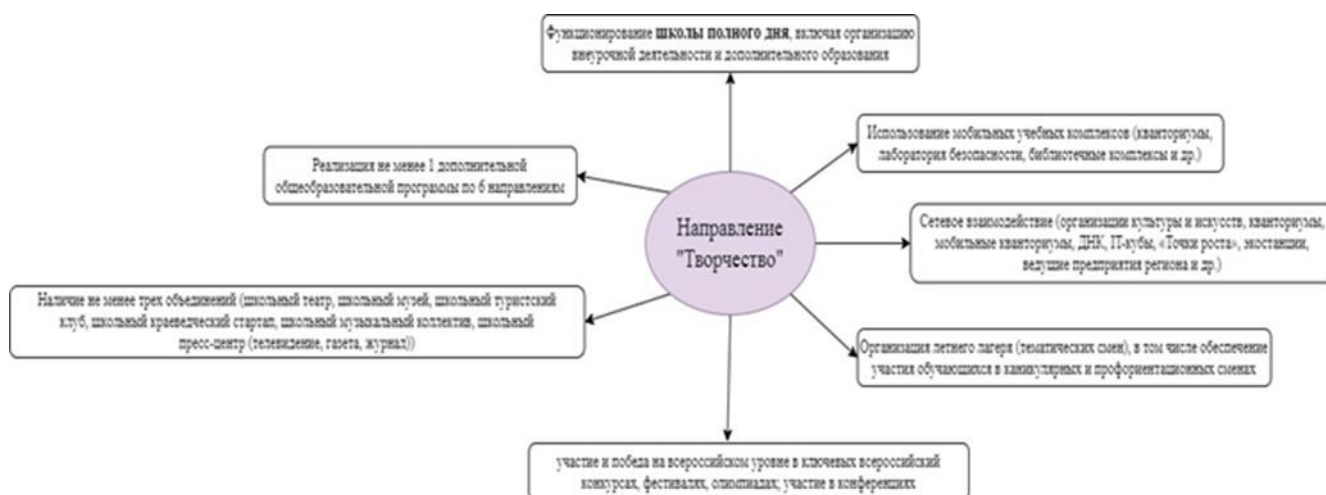 Функционирование школы полного дня, включая организацию
внеурочной деятельности и дополнительного образования
Использование мобильных учебных комплексов (кванториумы,
лаборатория безопасности, библиотечные комплексы и др.)
Реализация не менее 1 дополнительной
общеобразовательной программы по 6 направлениям
Направление
"Творчество"
Сетевое взаимодействие (организации культуры и искусств, кванториумы,
мобильные кванториумы, ДНК, IT-кубы, «Точки роста», экостанции,
ведущие предприятия региона и др.)
Наличие не менее трех объединений (школьный театр, школьный музей, школьный туристский
клуб, школьный краеведческий стартап, школьный музыкальный коллектив, школьный
пресс-центр (телевидение, газета, журнал))
Организация летнего лагеря (тематических смен), в том числе обеспечение
участия обучающихся в каникулярных и профориентационных сменах
участие и победа на всероссийском уровне в ключевых всероссийский
конкурсах, фестивалях, олимпиадах; участие в конференциях